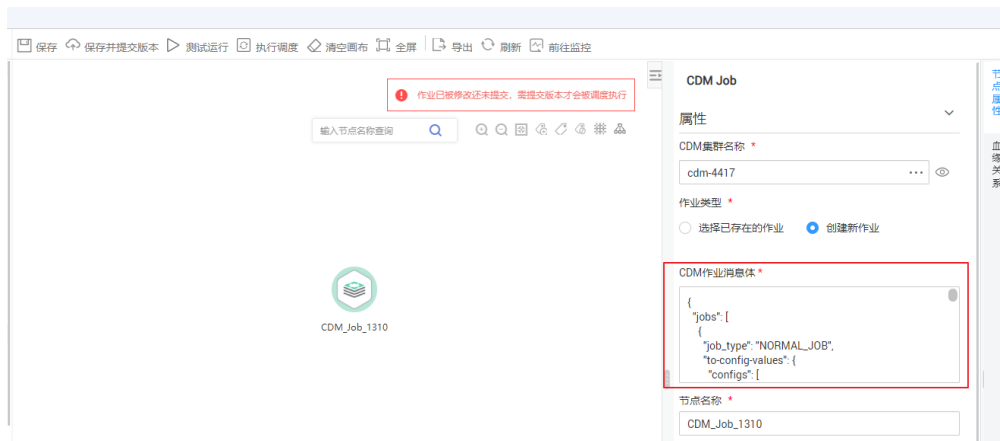 保存 保存并提交版本 测试运行 执行调度 清空画布 全屏 导出 刷新 前往监控
作业已被修改还未提交，需提交版本才会被调度执行
输入节点名称查询
CDM_Job_1310
CDM Job
属性
CDM集群名称 *
cdm-4417 ...
作业类型 *
选择已存在的作业 创建新作业
CDM作业消息体 *
{
"jobs": [
{
"job_type": "NORMAL_JOB",
"to-config-values": {
"configs": [
节点名称 *
CDM_Job_1310
节点属性
血缘关系